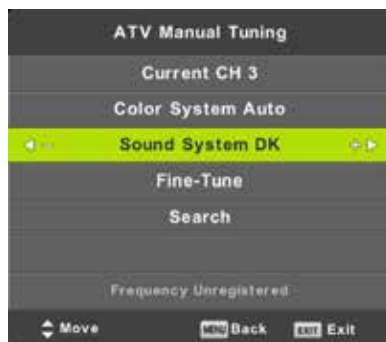 ATV Manual Tuning
Current CH 3
Color System Auto
Sound System DK
Fine-Tune
Search
Frequency Unregistered
Move MENU Back EXIT Exit